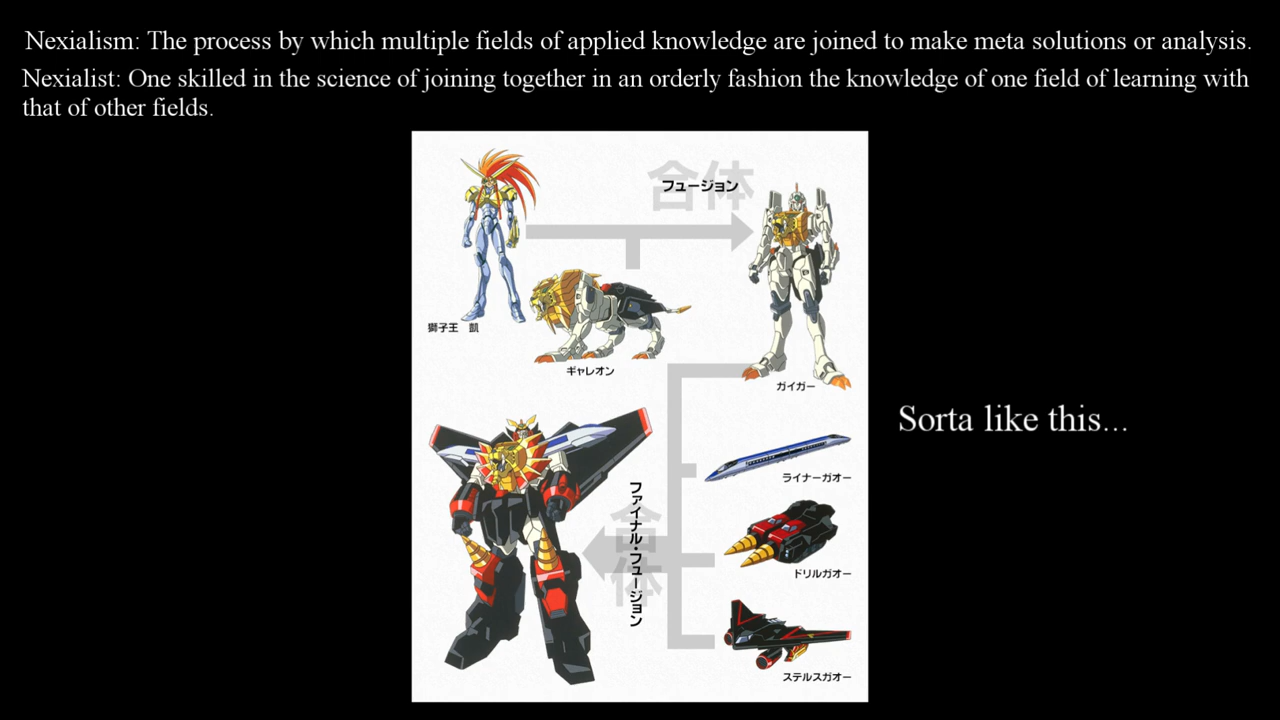 Nexialism: The process by which multiple fields of applied knowledge are joined to make meta solutions or analysis.
Nexialist: One skilled in the science of joining together in an orderly fashion the knowledge of one field of learning with
that of other fields.
合体
フュージョン
獅子王 凱
ギャレオン
ガイガー
Sorta like this...
ライナーガオー
ドリルガオー
ステルスガオー
合体
ファイナル・フュージョン